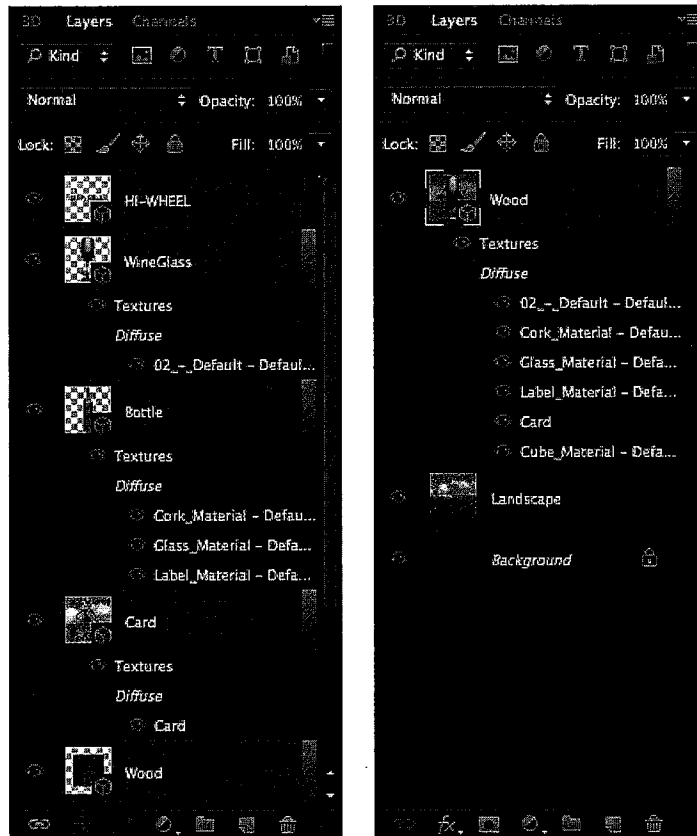 3D Layers Channels
Kind
Normal Opacity: 100%
Lock: Fill: 100%
HI-WHEEL
WineGlass
Textures
Diffuse
02_-_Default - Defaul...
Bottle
Textures
Diffuse
Cork_Material - Defau...
Glass_Material - Defa...
Label_Material - Defa...
Card
Textures
Diffuse
Card
Wood
3D Layers Channels
Kind
Normal Opacity: 100%
Lock: Fill: 100%
Wood
Textures
Diffuse
02_-_Default - Defaul...
Cork_Material - Defau...
Glass_Material - Defa...
Label_Material - Defa...
Card
Cube_Material - Defa...
Landscape
Background
fx